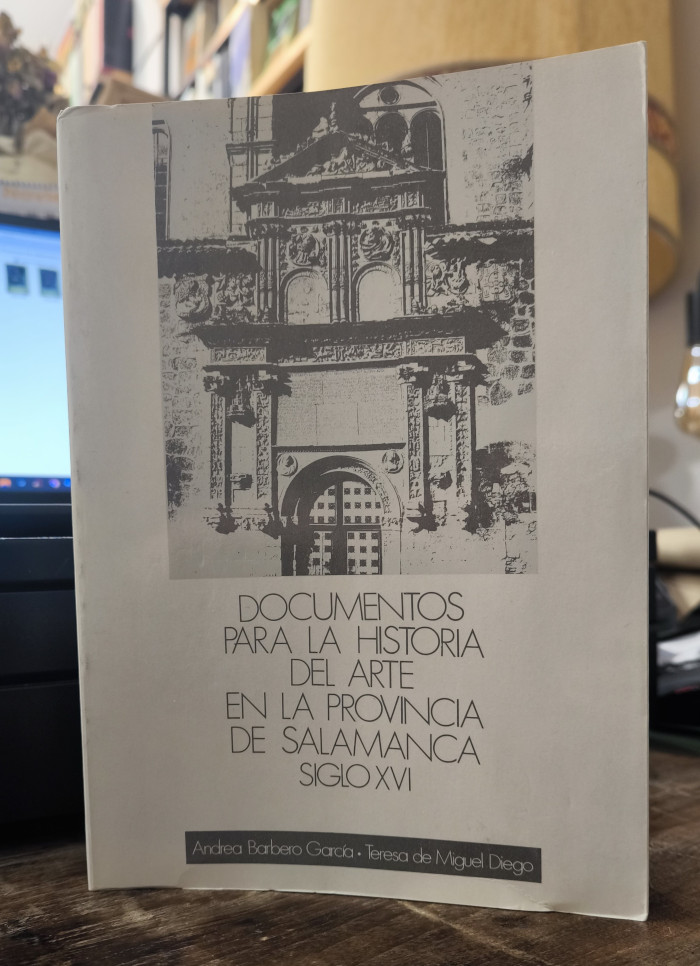 DOCUMENTOS
PARA LA HISTORIA
DEL ARTE
EN LA PROVINCIA
DE SALAMANCA
SIGLO XVI
Andrea Barbero García • Teresa de Miguel Diego